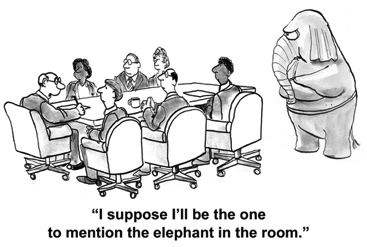 “I suppose I’ll be the one
to mention the elephant in the room.”